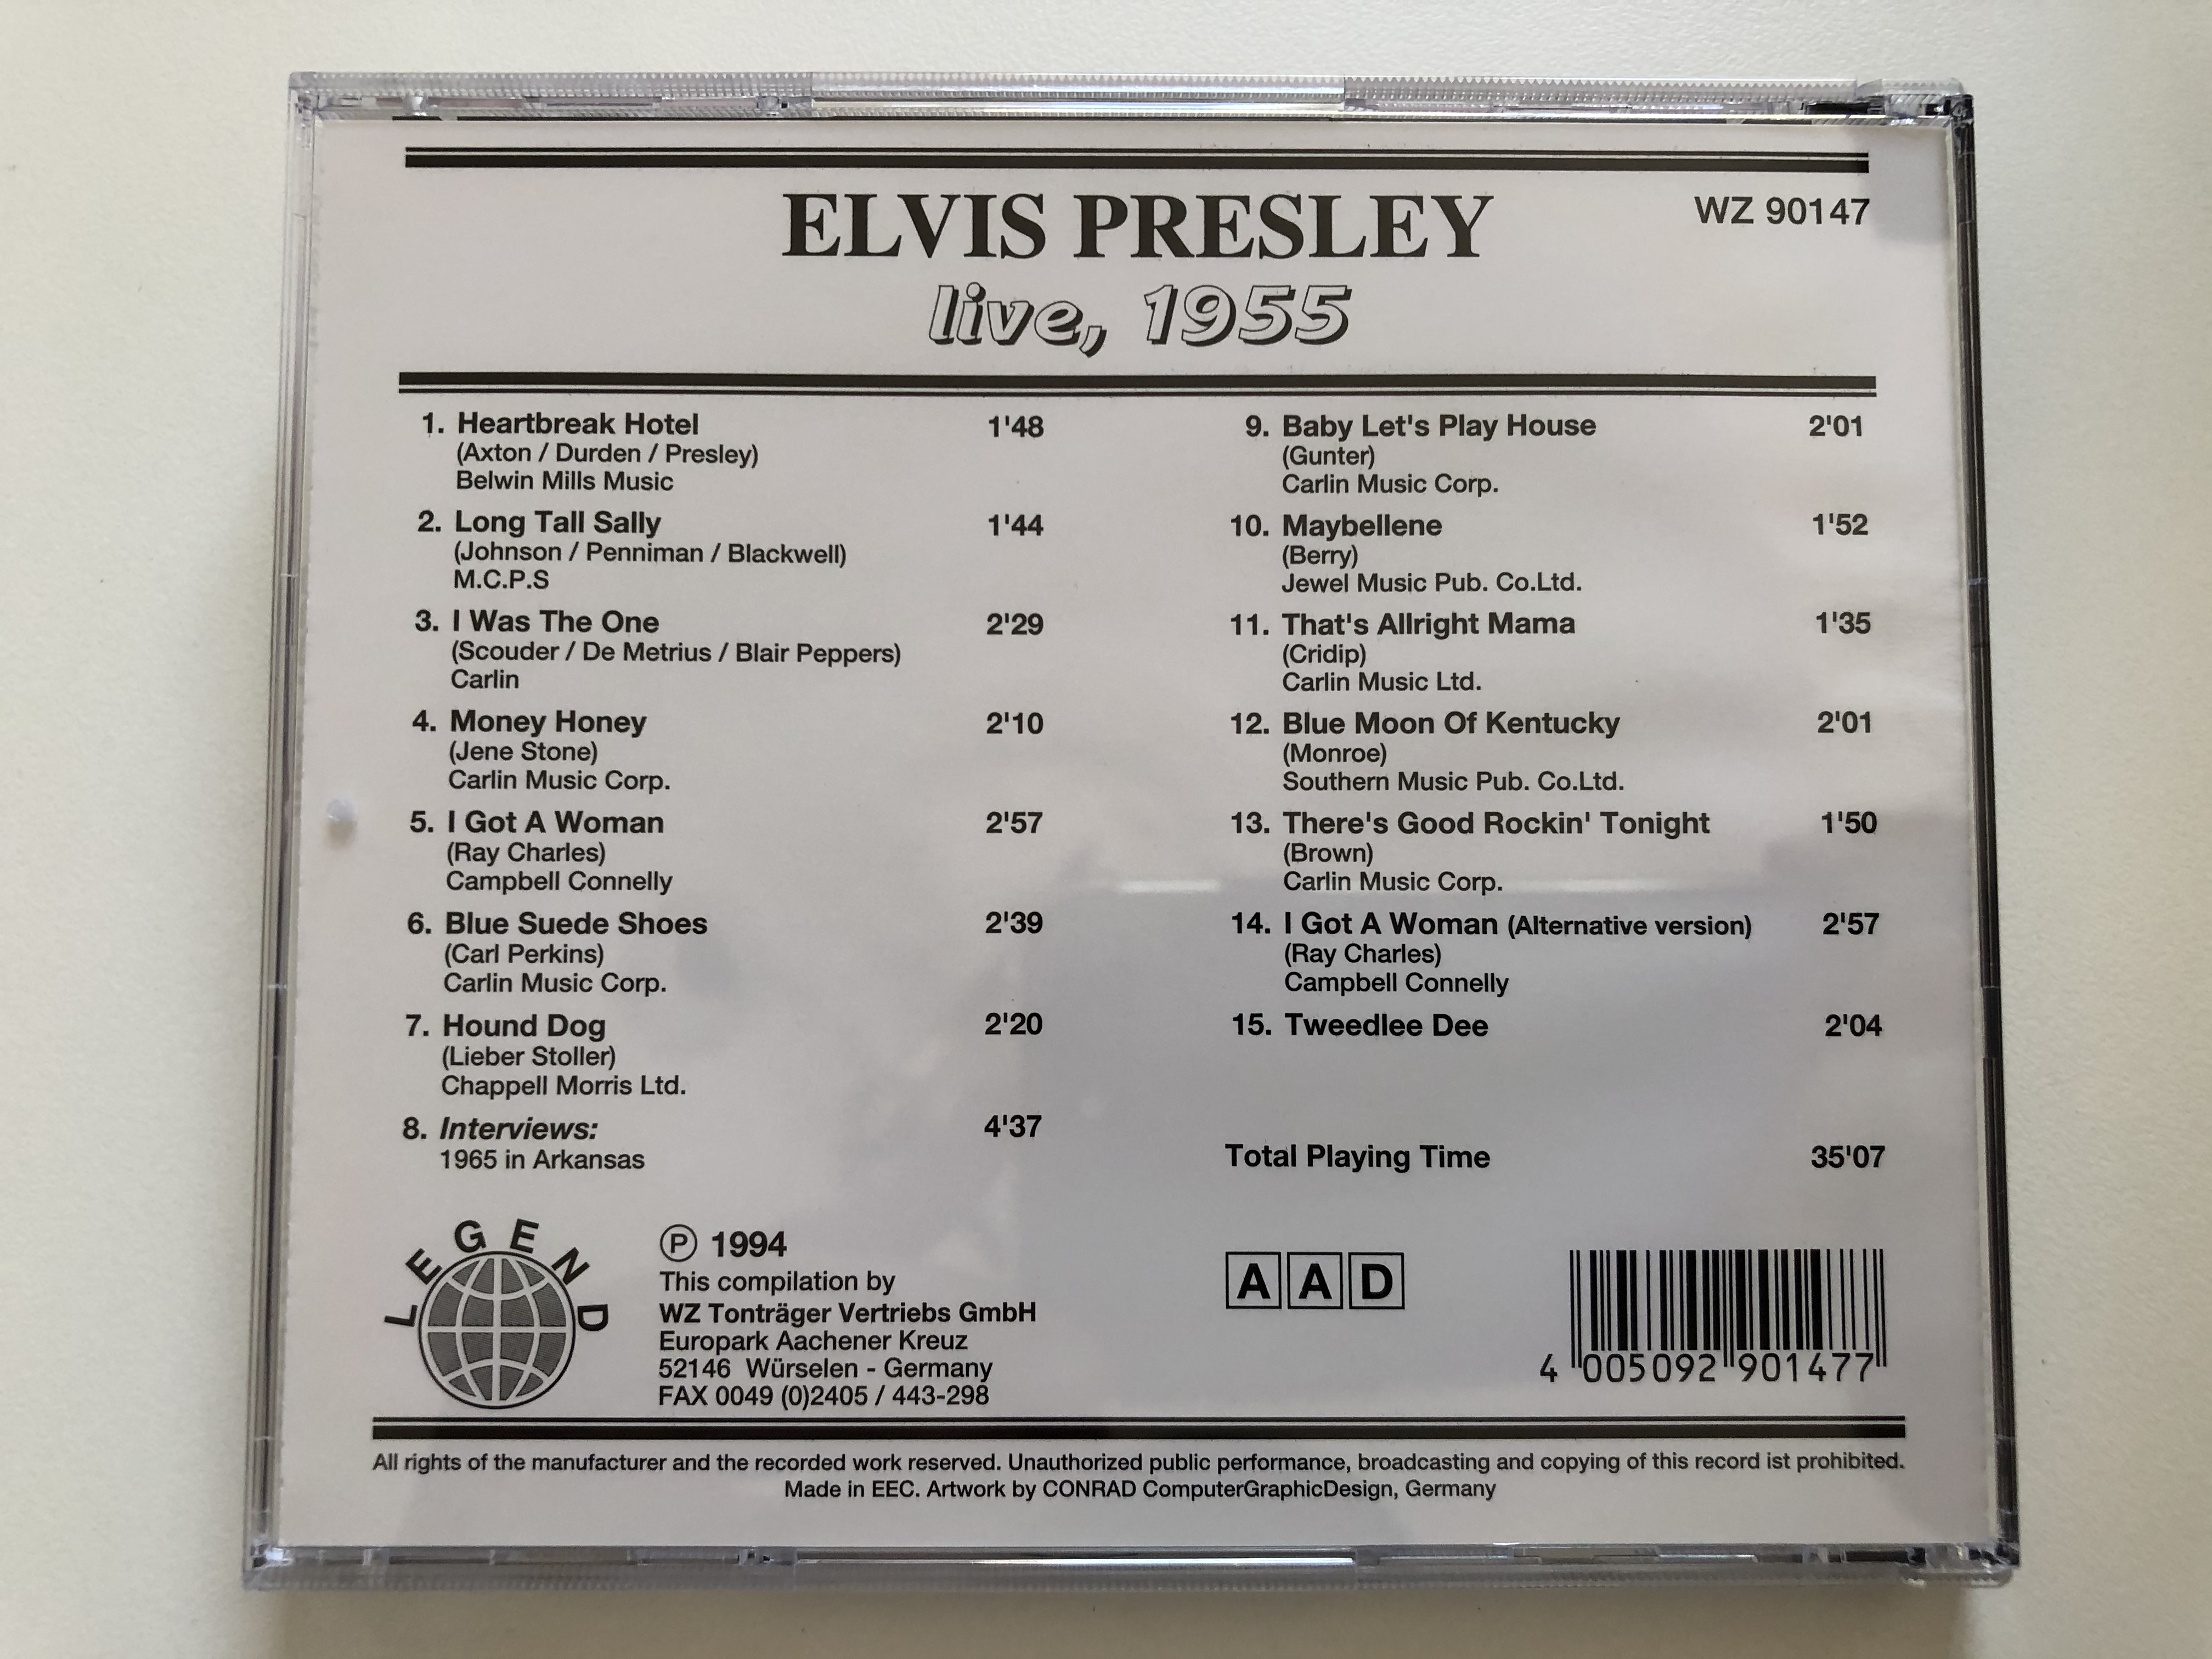 ELVIS PRESLEY
WZ 90147
live, 1955
1. Heartbreak Hotel 1'48
(Axton / Durden / Presley)
Belwin Mills Music
2. Long Tall Sally 1'44
(Johnson / Penniman / Blackwell)
M.C.P.S
3. I Was The One 2'29
(Scouder / De Metrius / Blair Peppers)
Carlin
4. Money Honey 2'10
(Jene Stone)
Carlin Music Corp.
5. I Got A Woman 2'57
(Ray Charles)
Campbell Connelly
6. Blue Suede Shoes 2'39
(Carl Perkins)
Carlin Music Corp.
7. Hound Dog 2'20
(Lieber Stoller)
Chappell Morris Ltd.
8. Interviews: 4'37
1965 in Arkansas
9. Baby Let's Play House 2'01
(Gunter)
Carlin Music Corp.
10. Maybellene 1'52
(Berry)
Jewel Music Pub. Co.Ltd.
11. That's Allright Mama 1'35
(Cridip)
Carlin Music Ltd.
12. Blue Moon Of Kentucky 2'01
(Monroe)
Southern Music Pub. Co.Ltd.
13. There's Good Rockin' Tonight 1'50
(Brown)
Carlin Music Corp.
14. I Got A Woman (Alternative version) 2'57
(Ray Charles)
Campbell Connelly
15. Tweedlee Dee 2'04
Total Playing Time 35'07
LEGEND
Ⓟ 1994
This compilation by
WZ Tonträger Vertriebs GmbH
Europark Aachener Kreuz
52146 Würselen - Germany
FAX 0049 (0)2405 / 443-298
A A D
4 005092 901477
All rights of the manufacturer and the recorded work reserved. Unauthorized public performance, broadcasting and copying of this record ist prohibited.
Made in EEC. Artwork by CONRAD ComputerGraphicDesign, Germany